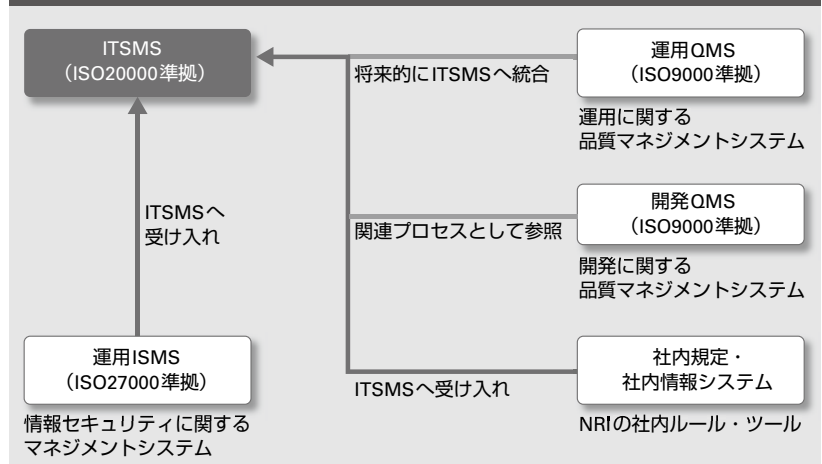 ITSMS
（ISO20000準拠）
運用QMS
（ISO9000準拠）
将来的にITSMSへ統合
運用に関する
品質マネジメントシステム
ITSMSへ
受け入れ
開発QMS
（ISO9000準拠）
関連プロセスとして参照
開発に関する
品質マネジメントシステム
運用ISMS
（ISO27000準拠）
社内規定・
社内情報システム
ITSMSへ受け入れ
情報セキュリティに関する
マネジメントシステム
NRIの社内ルール・ツール